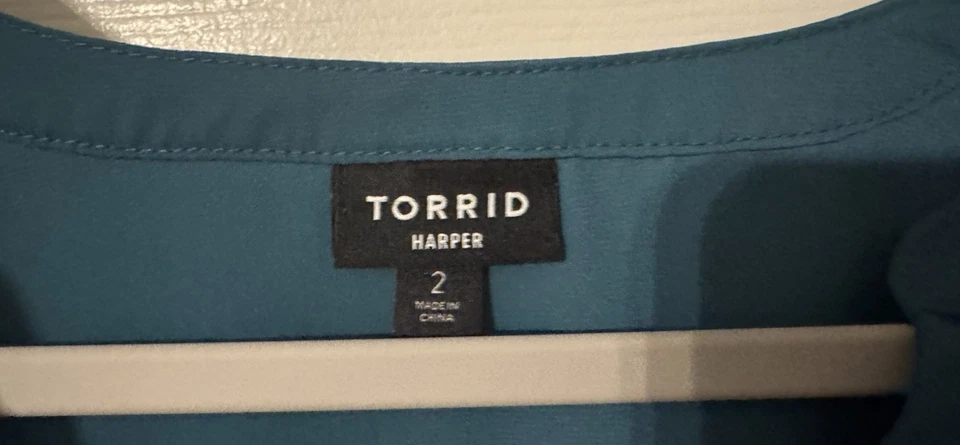 TORRID
HARPER
2
MADE IN
CHINA